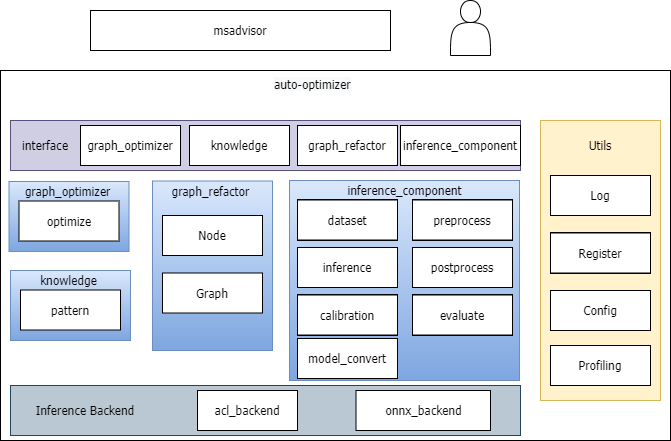 msadvisor
auto-optimizer
interface graph_optimizer knowledge graph_refactor inference_component
Utils
Log
Register
Config
Profiling
graph_optimizer
optimize
knowledge
pattern
graph_refactor
Node
Graph
inference_component
dataset preprocess
inference postprocess
calibration evaluate
model_convert
Inference Backend acl_backend onnx_backend